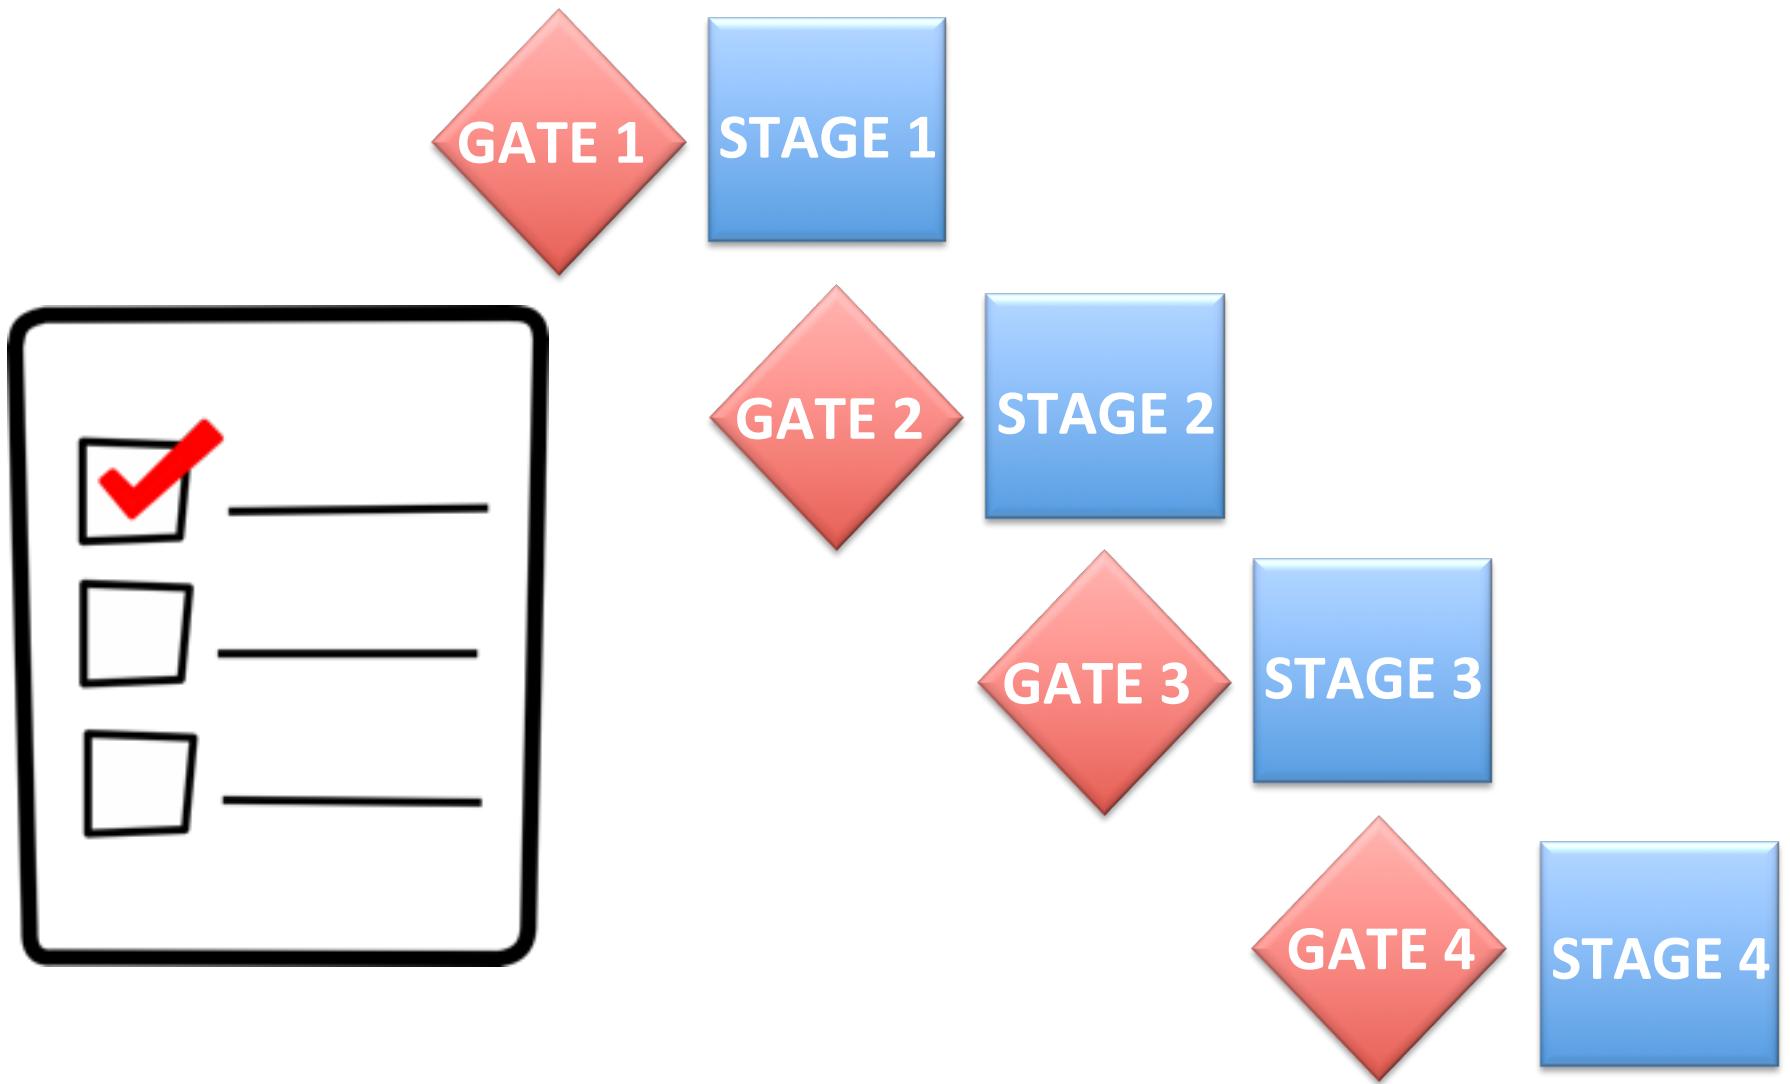 GATE 1
STAGE 1
GATE 2
STAGE 2
GATE 3
STAGE 3
GATE 4
STAGE 4